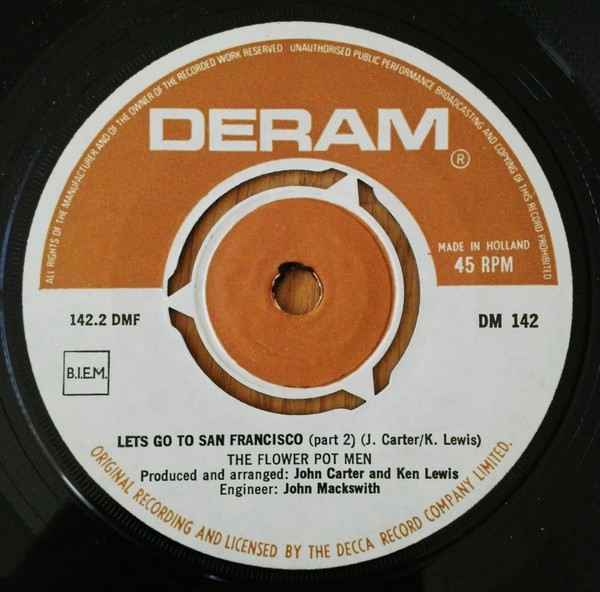 ALL RIGHTS OF THE MANUFACTURER AND OF THE OWNER OF THE RECORDED WORK RESERVED UNAUTHORISED PUBLIC PERFORMANCE BROADCASTING AND COPYING OF THIS RECORD PROHIBITED
DERAM®
MADE IN HOLLAND
45 RPM
142.2 DMF
DM 142
B.I.E.M.
LETS GO TO SAN FRANCISCO (part 2) (J. Carter/K. Lewis)
THE FLOWER POT MEN
Produced and arranged: John Carter and Ken Lewis
Engineer: John Mackswith
ORIGINAL RECORDING AND LICENSED BY THE DECCA RECORD COMPANY LIMITED.